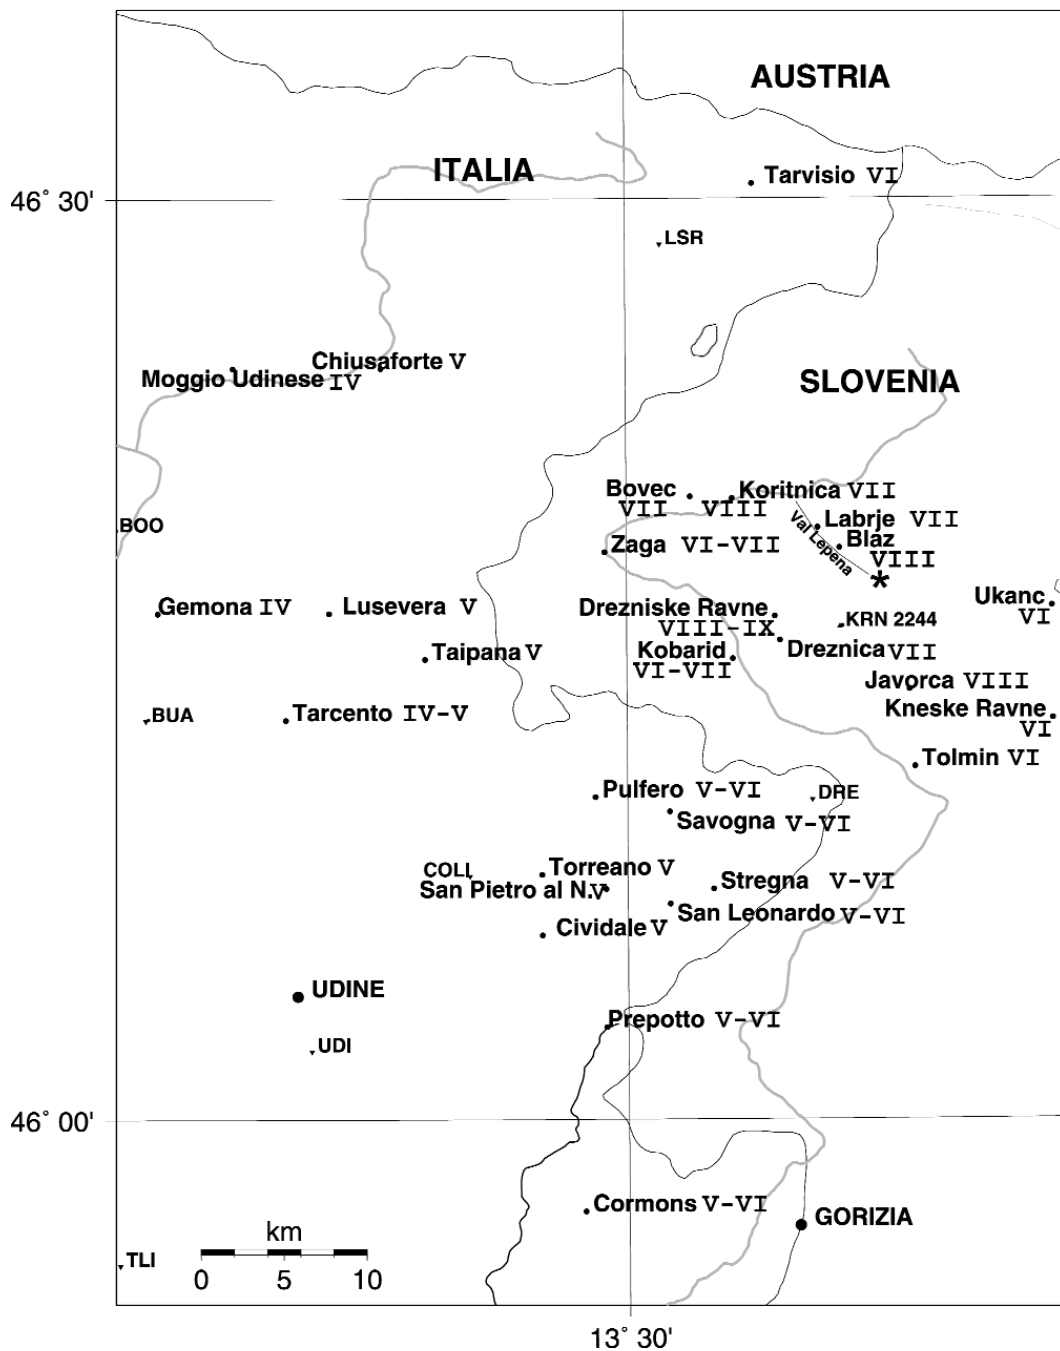 AUSTRIA
ITALIA
Tarvisio VI
46° 30'
LSR
Chiusaforte V
Moggio Udinese IV
SLOVENIA
Bovec
VII VIII
Koritnica VII
Labrje VII
BOO
Val Lepena
Blaz
VIII
*
Zaga VI-VII
Ukanc
VI
Gemona IV
Lusevera V
Drezniske Ravne
VIII-IX
KRN 2244
Taipana V
Kobarid
VI-VII
Dreznica VII
Javorca VIII
BUA
Tarcento IV-V
Kneske Ravne
VI
Tolmin VI
Pulfero V-VI
DRE
Savogna V-VI
COLL
Torreano V
San Pietro al N. V
Stregna V-VI
San Leonardo V-VI
Cividale V
UDINE
Prepotto V-VI
UDI
46° 00'
Cormons V-VI
GORIZIA
km
TLI
0 5 10
13° 30'